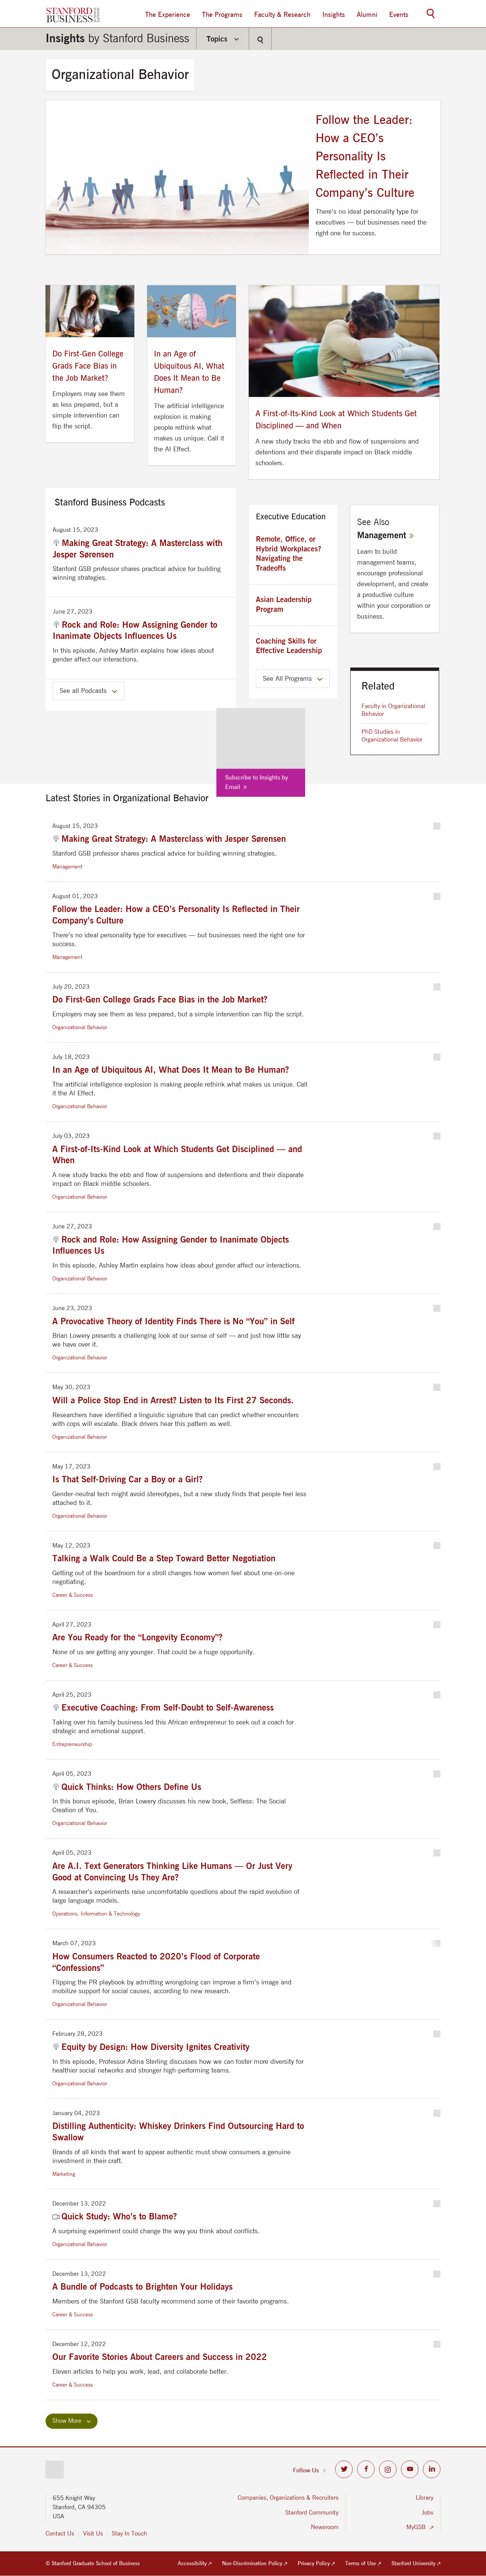 STANFORD
BUSINESS
The Experience The Programs Faculty & Research Insights Alumni Events
Insights by Stanford Business Topics
Organizational Behavior
Follow the Leader:
How a CEO’s
Personality Is
Reflected in Their
Company’s Culture
There’s no ideal personality type for
executives — but businesses need the
right one for success.
Do First-Gen College
Grads Face Bias in
the Job Market?
Employers may see them
as less prepared, but a
simple intervention can
flip the script.
In an Age of
Ubiquitous AI, What
Does It Mean to Be
Human?
The artificial intelligence
explosion is making
people rethink what
makes us unique. Call it
the AI Effect.
A First-of-Its-Kind Look at Which Students Get
Disciplined — and When
A new study tracks the ebb and flow of suspensions and
detentions and their disparate impact on Black middle
schoolers.
Stanford Business Podcasts
August 15, 2023
Making Great Strategy: A Masterclass with
Jesper Sørensen
Stanford GSB professor shares practical advice for building
winning strategies.
June 27, 2023
Rock and Role: How Assigning Gender to
Inanimate Objects Influences Us
In this episode, Ashley Martin explains how ideas about
gender affect our interactions.
See all Podcasts
Executive Education
Remote, Office, or
Hybrid Workplaces?
Navigating the
Tradeoffs
Asian Leadership
Program
Coaching Skills for
Effective Leadership
See All Programs
See Also
Management
Learn to build
management teams,
encourage professional
development, and create
a productive culture
within your corporation or
business.
Related
Faculty in Organizational
Behavior
PhD Studies in
Organizational Behavior
Subscribe to Insights by
Email
Latest Stories in Organizational Behavior
August 15, 2023
Making Great Strategy: A Masterclass with Jesper Sørensen
Stanford GSB professor shares practical advice for building winning strategies.
Management
August 01, 2023
Follow the Leader: How a CEO’s Personality Is Reflected in Their
Company’s Culture
There’s no ideal personality type for executives — but businesses need the right one for
success.
Management
July 20, 2023
Do First-Gen College Grads Face Bias in the Job Market?
Employers may see them as less prepared, but a simple intervention can flip the script.
Organizational Behavior
July 18, 2023
In an Age of Ubiquitous AI, What Does It Mean to Be Human?
The artificial intelligence explosion is making people rethink what makes us unique. Call
it the AI Effect.
Organizational Behavior
July 03, 2023
A First-of-Its-Kind Look at Which Students Get Disciplined — and
When
A new study tracks the ebb and flow of suspensions and detentions and their disparate
impact on Black middle schoolers.
Organizational Behavior
June 27, 2023
Rock and Role: How Assigning Gender to Inanimate Objects
Influences Us
In this episode, Ashley Martin explains how ideas about gender affect our interactions.
Organizational Behavior
June 23, 2023
A Provocative Theory of Identity Finds There is No “You” in Self
Brian Lowery presents a challenging look at our sense of self — and just how little say
we have over it.
Organizational Behavior
May 30, 2023
Will a Police Stop End in Arrest? Listen to Its First 27 Seconds.
Researchers have identified a linguistic signature that can predict whether encounters
with cops will escalate. Black drivers hear this pattern as well.
Organizational Behavior
May 17, 2023
Is That Self-Driving Car a Boy or a Girl?
Gender-neutral tech might avoid stereotypes, but a new study finds that people feel less
attached to it.
Organizational Behavior
May 12, 2023
Talking a Walk Could Be a Step Toward Better Negotiation
Getting out of the boardroom for a stroll changes how women feel about one-on-one
negotiating.
Career & Success
April 27, 2023
Are You Ready for the “Longevity Economy”?
None of us are getting any younger. That could be a huge opportunity.
Career & Success
April 25, 2023
Executive Coaching: From Self-Doubt to Self-Awareness
Taking over his family business led this African entrepreneur to seek out a coach for
strategic and emotional support.
Entrepreneurship
April 05, 2023
Quick Thinks: How Others Define Us
In this bonus episode, Brian Lowery discusses his new book, Selfless: The Social
Creation of You.
Organizational Behavior
April 05, 2023
Are A.I. Text Generators Thinking Like Humans — Or Just Very
Good at Convincing Us They Are?
A researcher’s experiments raise uncomfortable questions about the rapid evolution of
large language models.
Operations, Information & Technology
March 07, 2023
How Consumers Reacted to 2020’s Flood of Corporate
“Confessions”
Flipping the PR playbook by admitting wrongdoing can improve a firm’s image and
mobilize support for social causes, according to new research.
Organizational Behavior
February 28, 2023
Equity by Design: How Diversity Ignites Creativity
In this episode, Professor Adina Sterling discusses how we can foster more diversity for
healthier social networks and stronger high-performing teams.
Organizational Behavior
January 04, 2023
Distilling Authenticity: Whiskey Drinkers Find Outsourcing Hard to
Swallow
Brands of all kinds that want to appear authentic must show consumers a genuine
investment in their craft.
Marketing
December 13, 2022
Quick Study: Who’s to Blame?
A surprising experiment could change the way you think about conflicts.
Organizational Behavior
December 13, 2022
A Bundle of Podcasts to Brighten Your Holidays
Members of the Stanford GSB faculty recommend some of their favorite programs.
Career & Success
December 12, 2022
Our Favorite Stories About Careers and Success in 2022
Eleven articles to help you work, lead, and collaborate better.
Career & Success
Show More
Follow Us
655 Knight Way
Stanford, CA 94305
USA
Contact Us Visit Us Stay In Touch
Companies, Organizations & Recruiters
Stanford Community
Newsroom
Library
Jobs
MyGSB
© Stanford Graduate School of Business Accessibility Non-Discrimination Policy Privacy Policy Terms of Use Stanford University